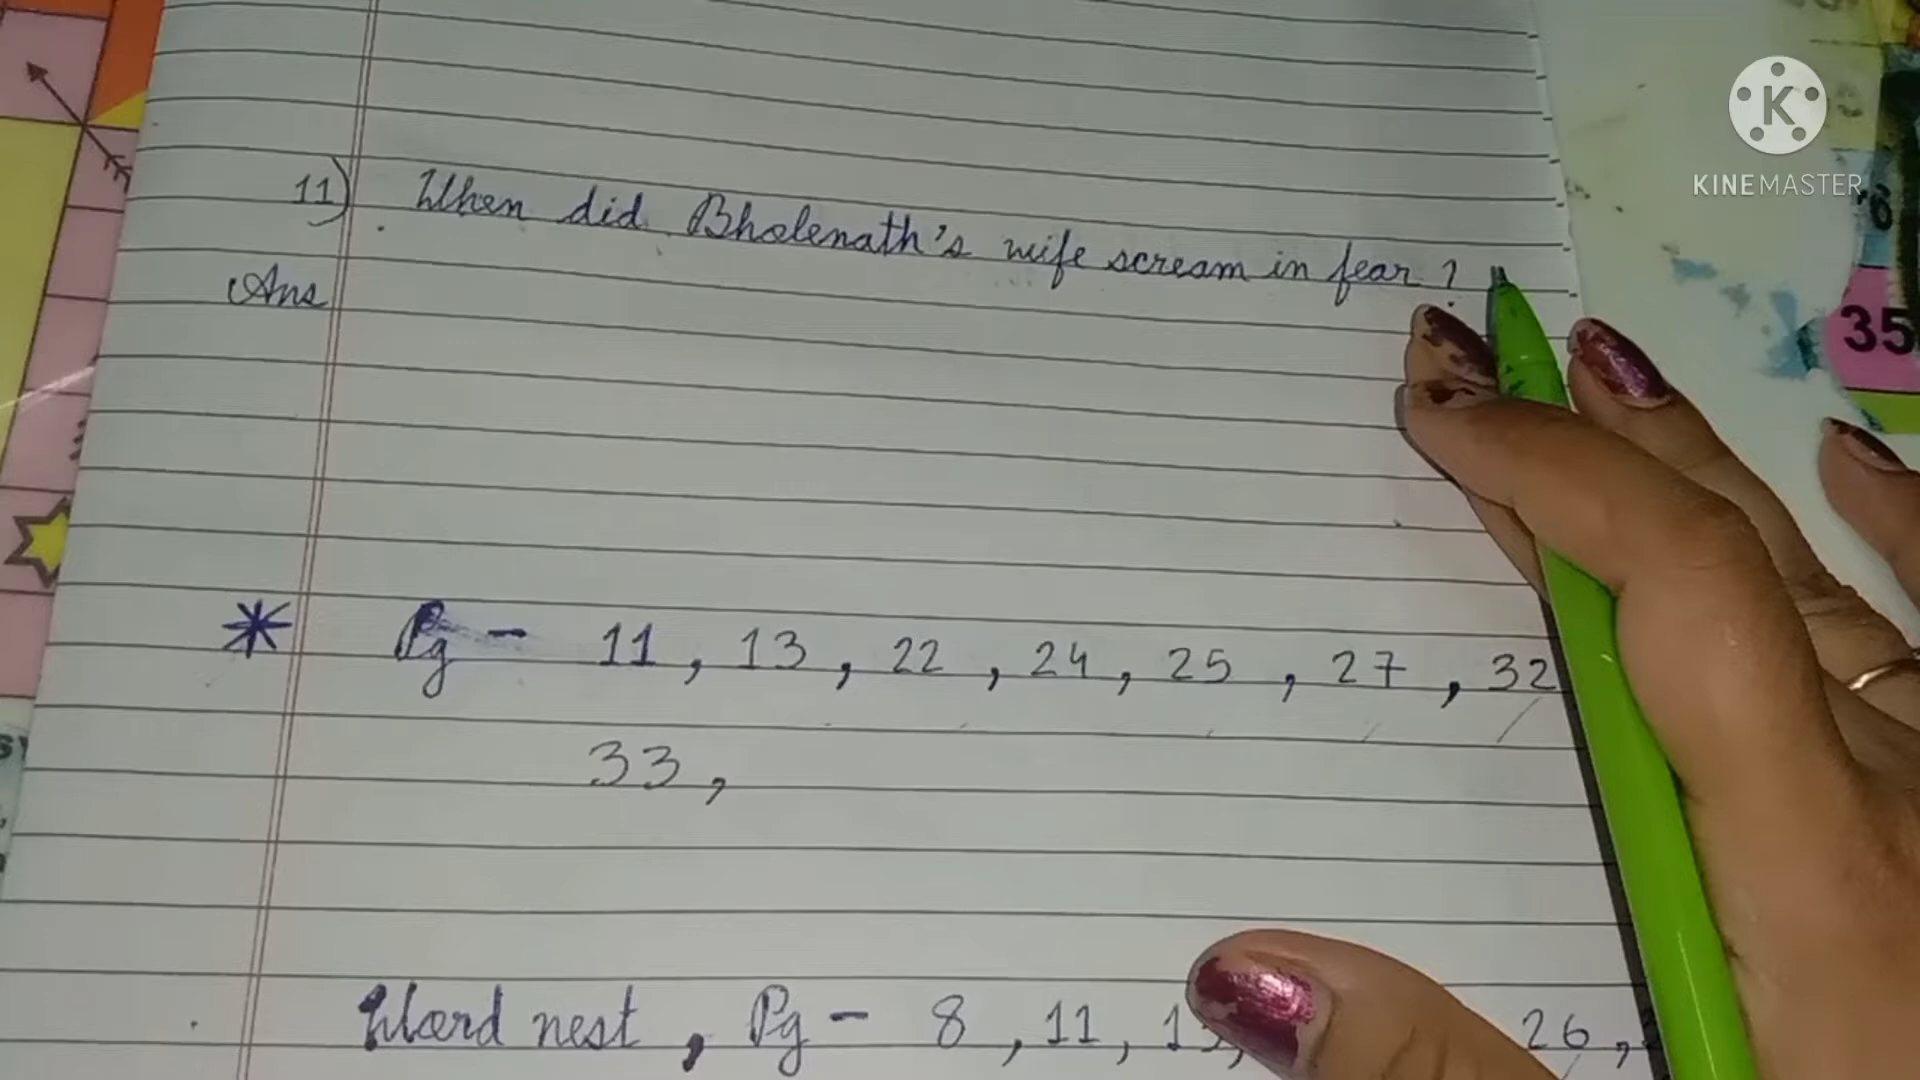 KINEMASTER
11) When did Bholenath's wife scream in fear ?
Ans
35
* Pg - 11, 13, 22, 24, 25, 27, 32
33,
Word nest, Pg - 8, 11, 26,